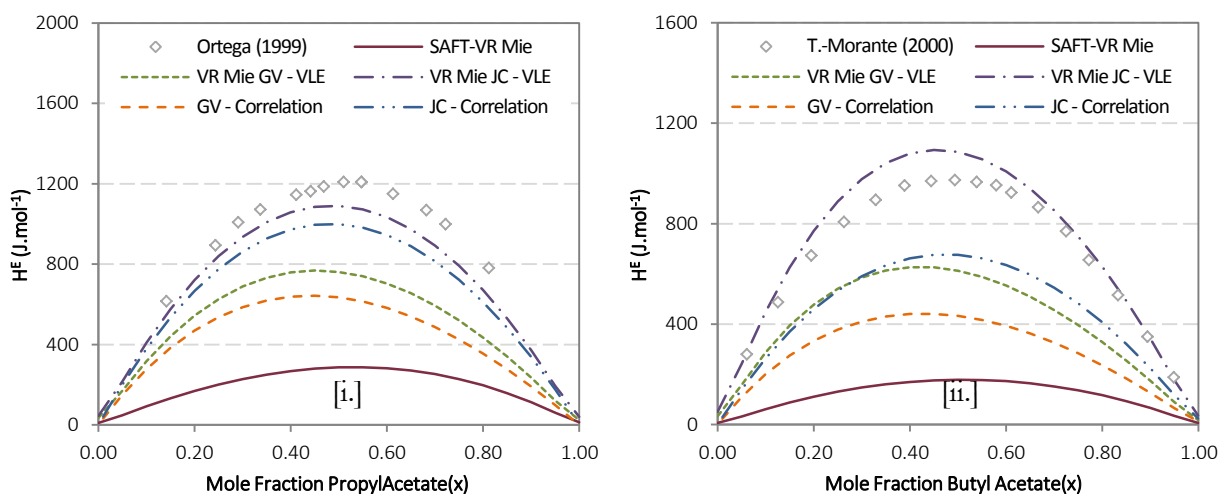 2000
1600
1200
800
400
0
H^E (J.mol⁻¹)
Ortega (1999)
SAFT-VR Mie
VR Mie GV - VLE
VR Mie JC - VLE
GV - Correlation
JC - Correlation
[i.]
0.00 0.20 0.40 0.60 0.80 1.00
Mole Fraction PropylAcetate(x)
1600
1200
800
400
0
H^E (J.mol⁻¹)
T.-Morante (2000)
SAFT-VR Mie
VR Mie GV - VLE
VR Mie JC - VLE
GV - Correlation
JC - Correlation
[ii.]
0.00 0.20 0.40 0.60 0.80 1.00
Mole Fraction Butyl Acetate(x)